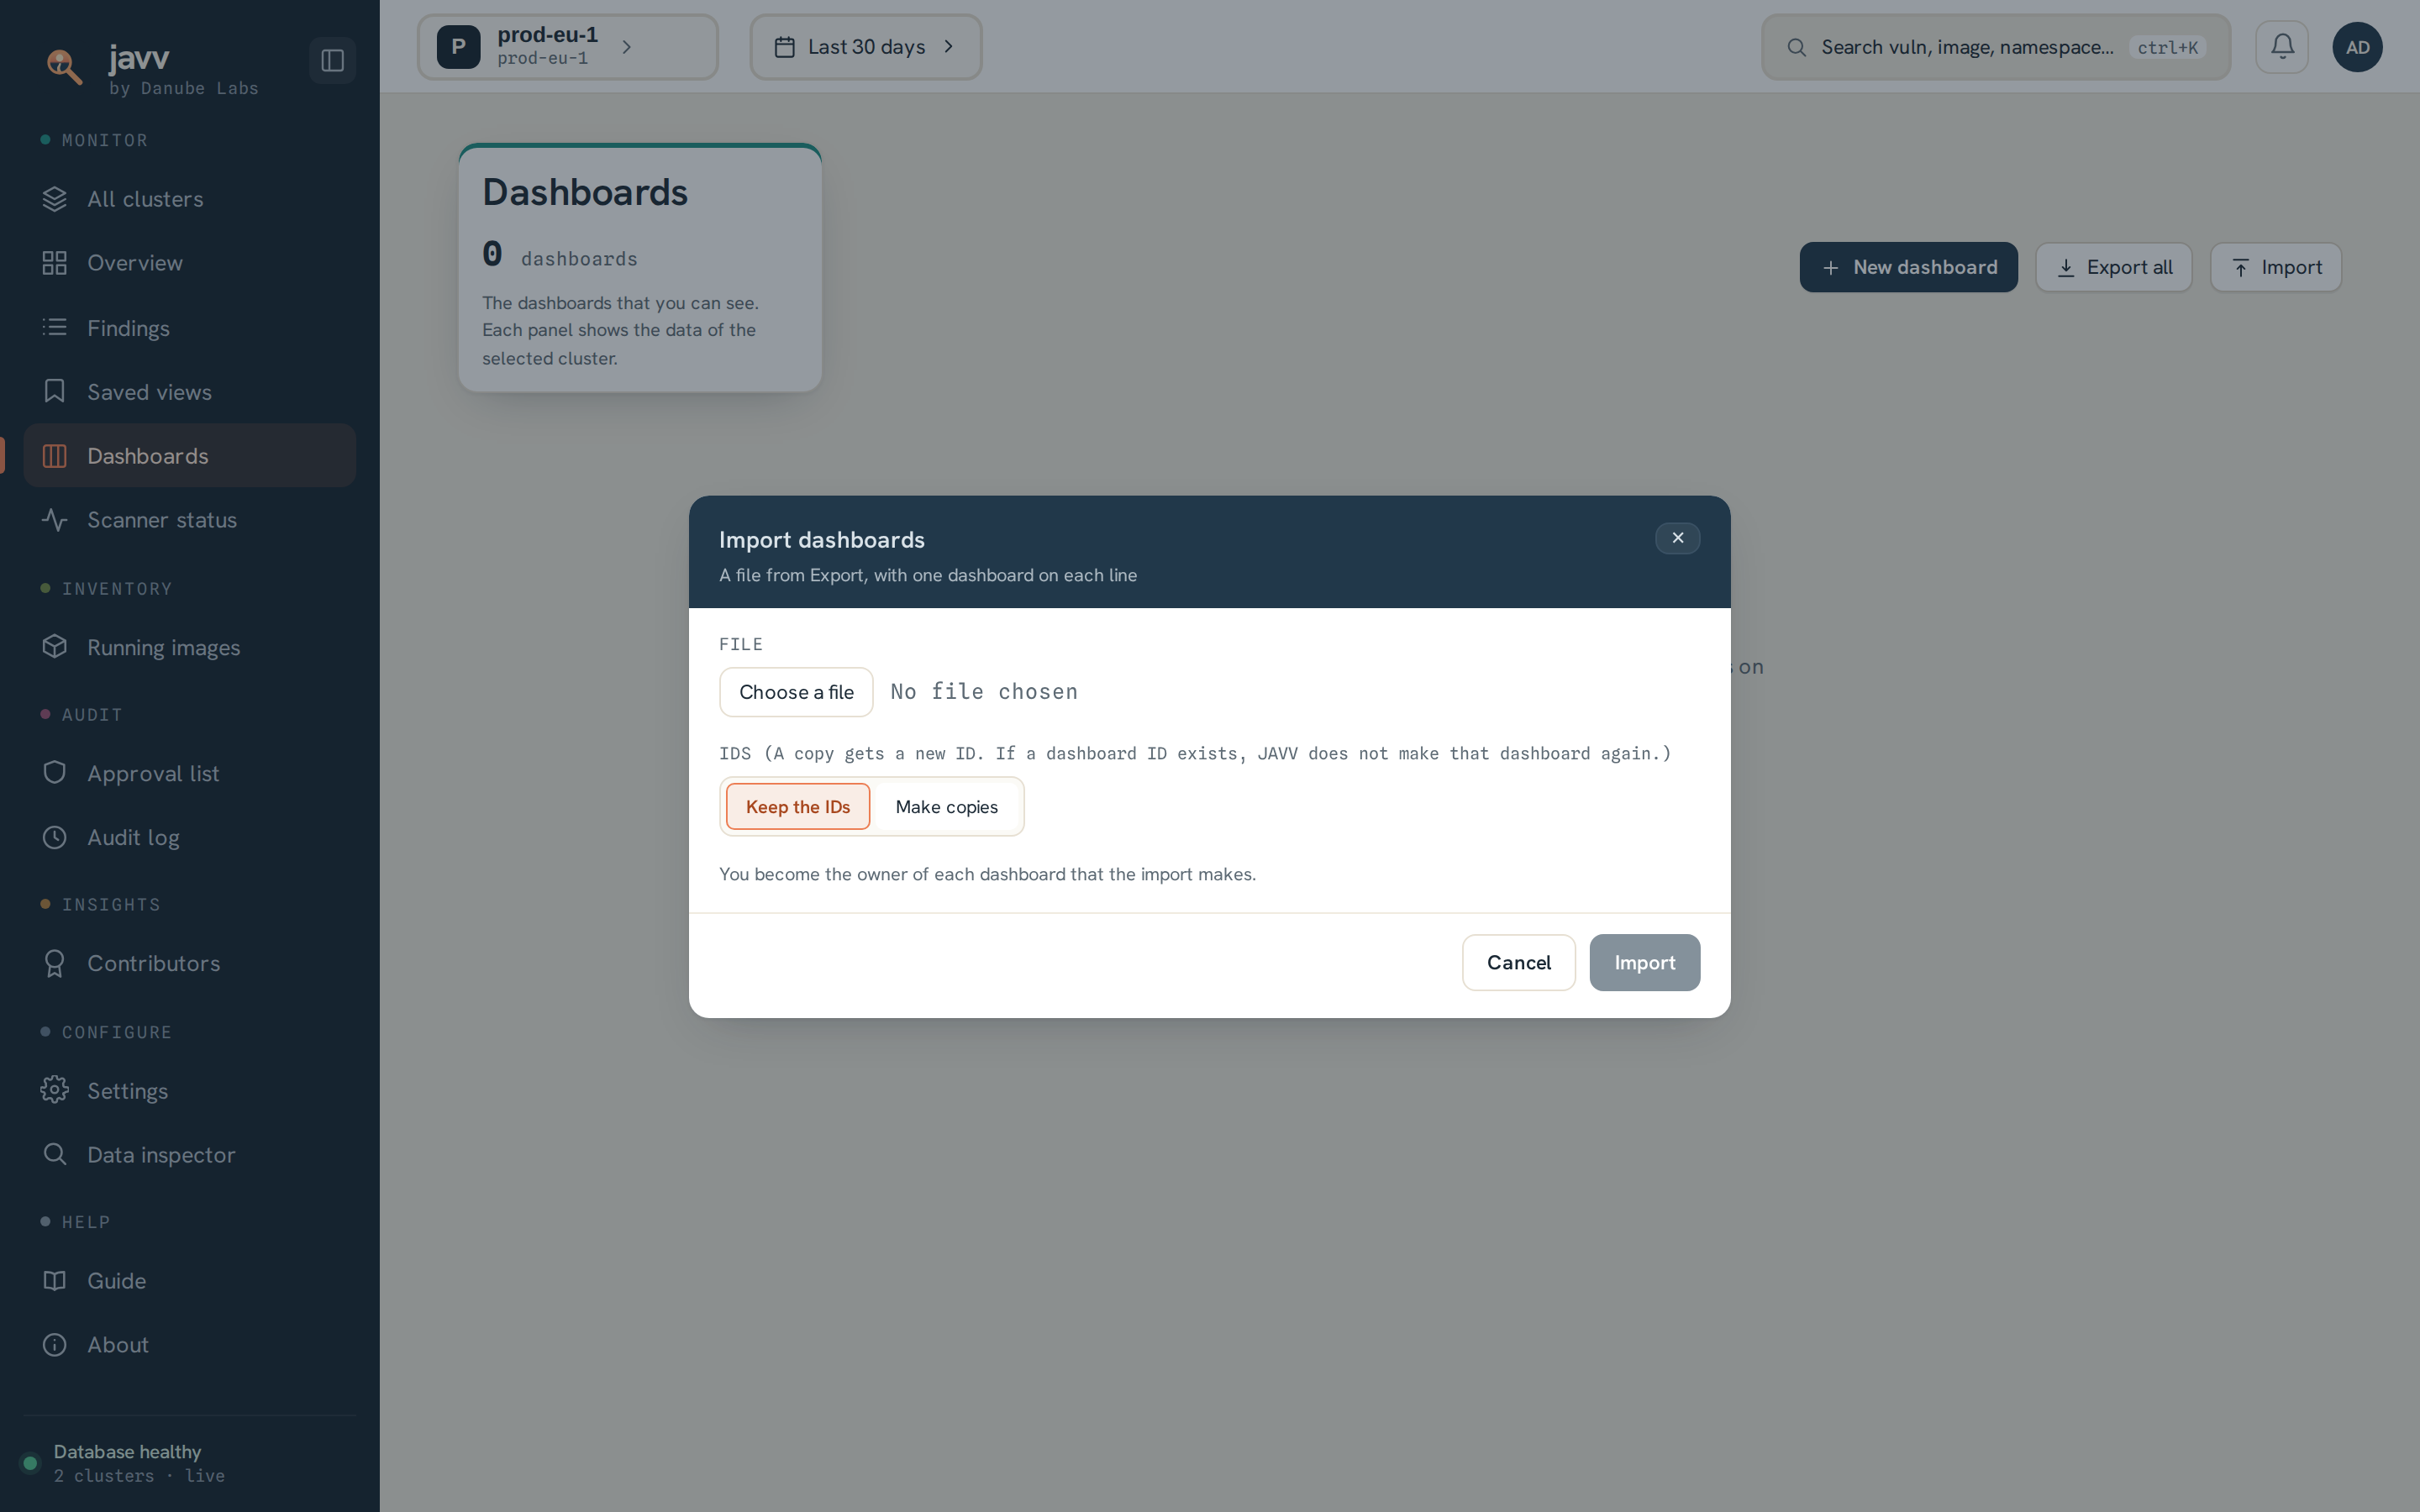 javv
by Danube Labs
MONITOR
All clusters
Overview
Findings
Saved views
Dashboards
Scanner status
INVENTORY
Running images
AUDIT
Approval list
Audit log
INSIGHTS
Contributors
CONFIGURE
Settings
Data inspector
HELP
Guide
About
Database healthy
2 clusters · live
P
prod-eu-1
prod-eu-1
Last 30 days
Search vuln, image, namespace...
ctrl+K
AD
Dashboards
0 dashboards
The dashboards that you can see.
Each panel shows the data of the
selected cluster.
New dashboard
Export all
Import
Import dashboards
A file from Export, with one dashboard on each line
FILE
Choose a file
No file chosen
IDS (A copy gets a new ID. If a dashboard ID exists, JAVV does not make that dashboard again.)
Keep the IDs
Make copies
You become the owner of each dashboard that the import makes.
Cancel
Import
on